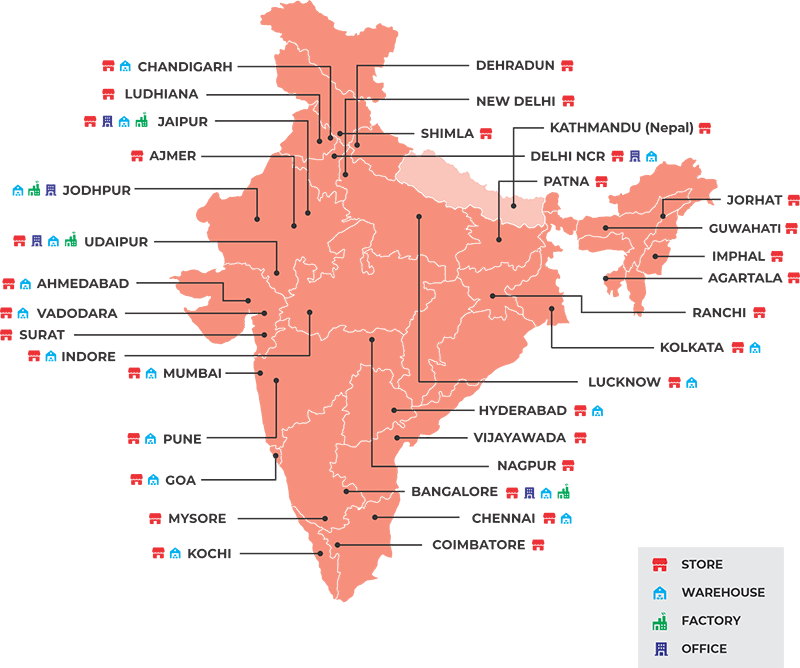 CHANDIGARH
DEHRADUN
LUDHIANA
NEW DELHI
JAIPUR
SHIMLA
KATHMANDU (Nepal)
AJMER
DELHI NCR
PATNA
JODHPUR
JORHAT
GUWAHATI
UDAIPUR
IMPHAL
AHMEDABAD
AGARTALA
VADODARA
RANCHI
SURAT
KOLKATA
INDORE
MUMBAI
LUCKNOW
HYDERABAD
PUNE
VIJAYAWADA
NAGPUR
GOA
BANGALORE
MYSORE
CHENNAI
COIMBATORE
KOCHI
STORE
WAREHOUSE
FACTORY
OFFICE